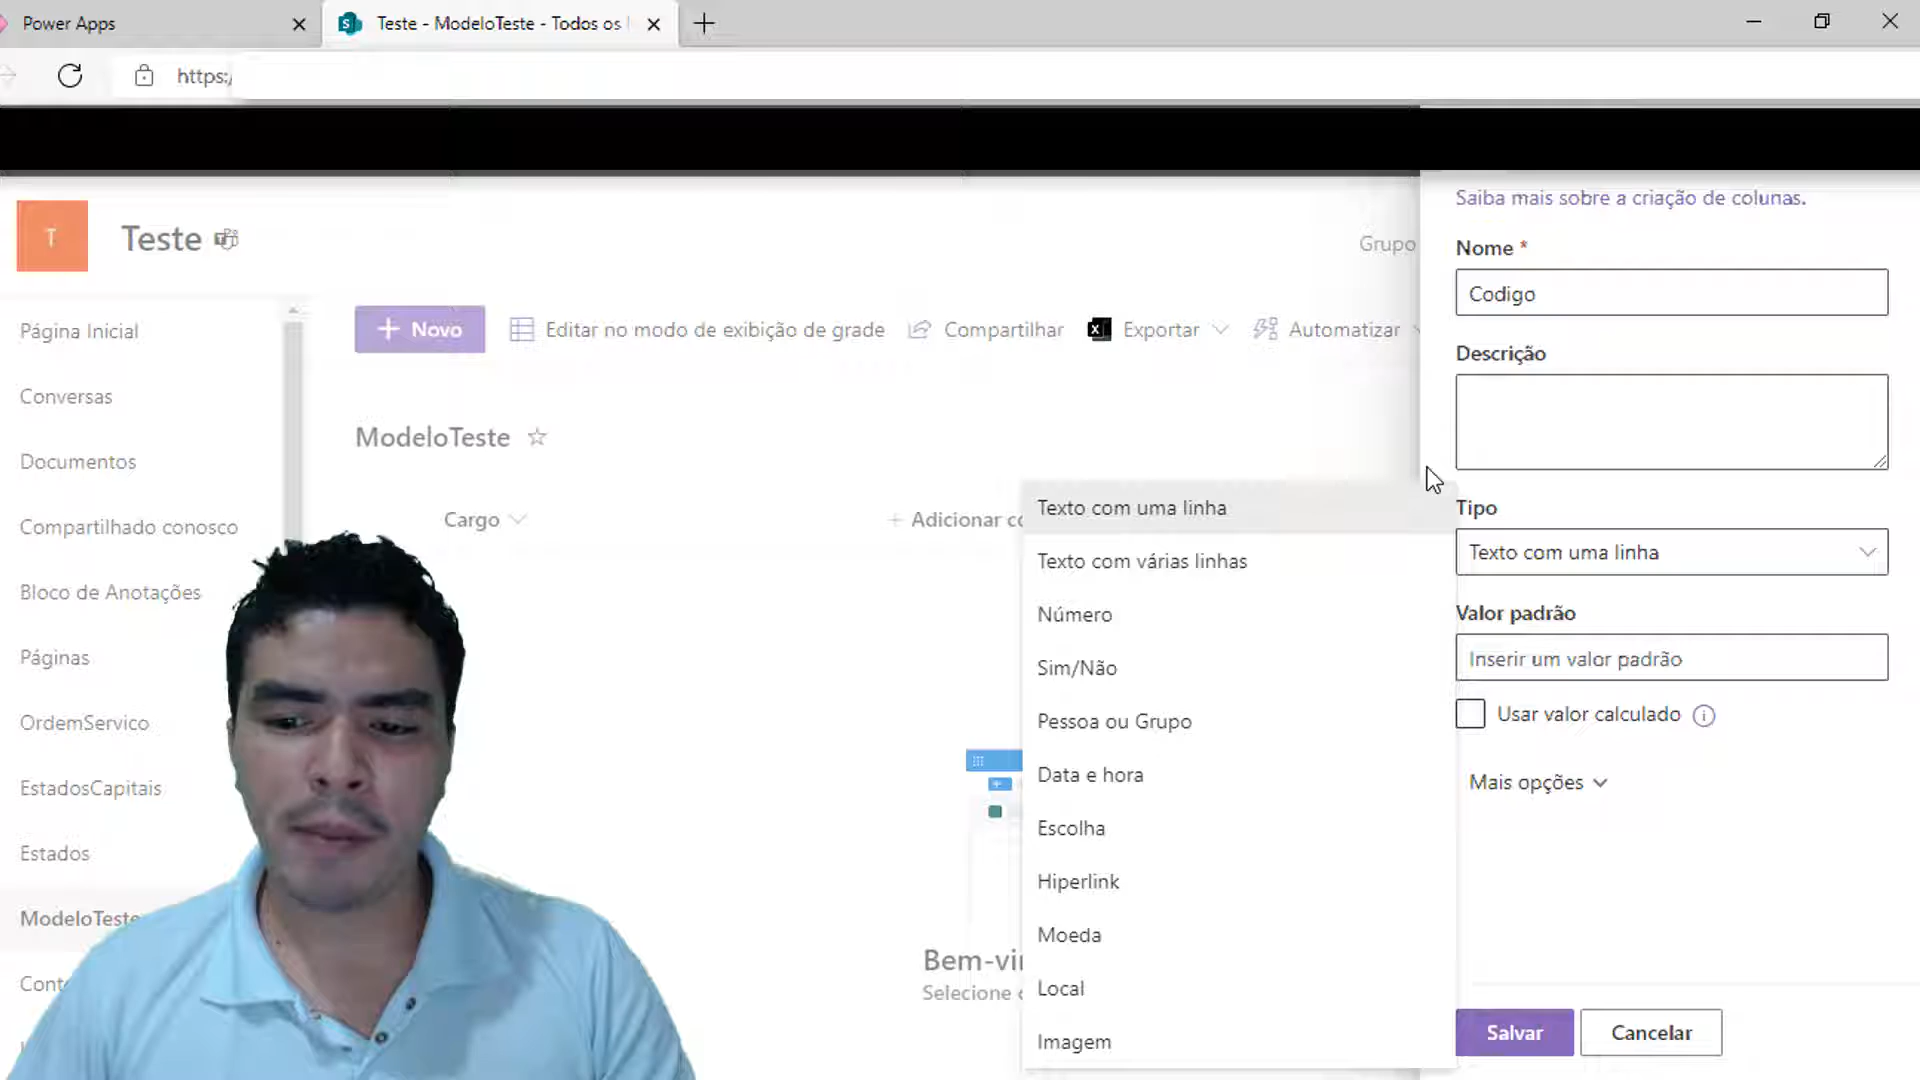 Power Apps
Teste - ModeloTeste - Todos os
https:/
Saiba mais sobre a criação de colunas.
T
Teste
Grupo
Nome *
Codigo
Página Inicial
Novo
Editar no modo de exibição de grade
Compartilhar
Exportar
Automatizar
Descrição
Conversas
ModeloTeste
Documentos
Cargo
Adicionar co
Texto com uma linha
Tipo
Compartilhado conosco
Texto com várias linhas
Texto com uma linha
Bloco de Anotações
Número
Valor padrão
Páginas
Sim/Não
Inserir um valor padrão
OrdemServico
Pessoa ou Grupo
Usar valor calculado
EstadosCapitais
Data e hora
Mais opções
Estados
Escolha
Hiperlink
ModeloTeste
Moeda
Bem-vi
Conte
Selecione
Local
Imagem
Salvar
Cancelar